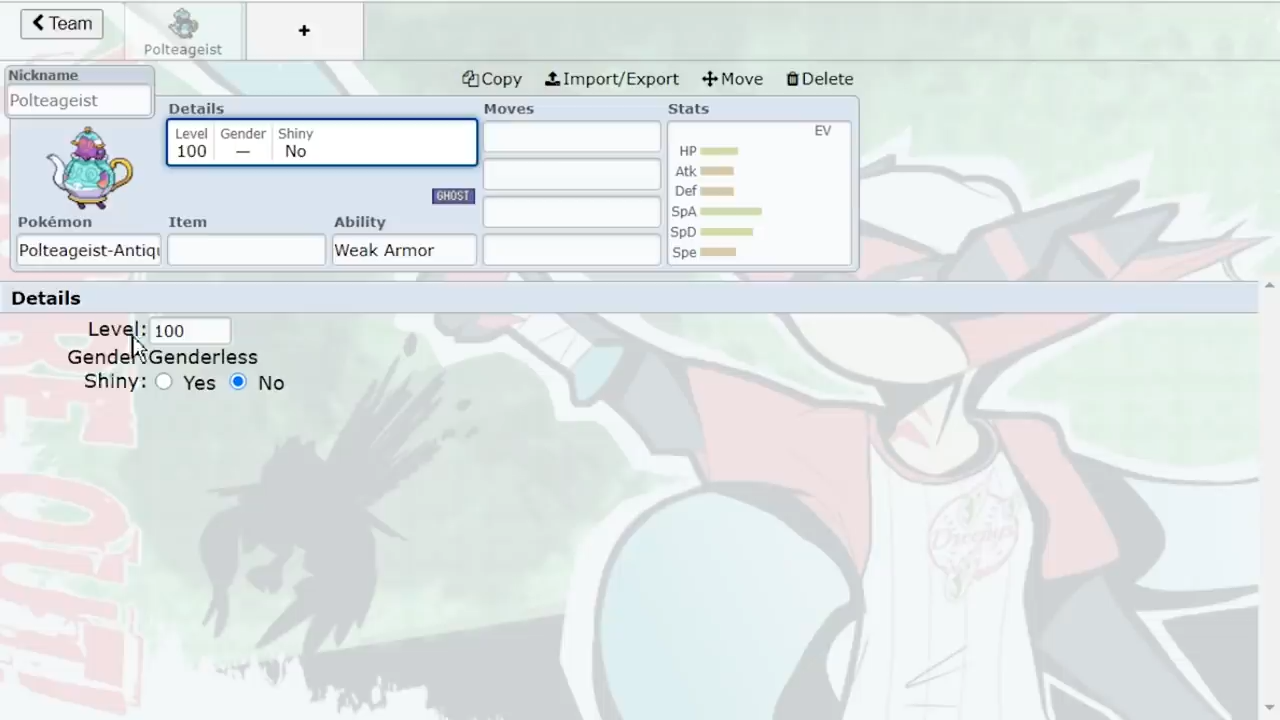 Team
Polteageist
+
Nickname
Polteageist
Copy
Import/Export
Move
Delete
Details
Moves
Stats
Level
Gender
Shiny
100
—
No
EV
HP
Atk
Def
SpA
SpD
Spe
GHOST
Pokémon
Item
Ability
Polteageist-Antiqu
Weak Armor
Details
Level: 100
Gender: Genderless
Shiny: Yes No